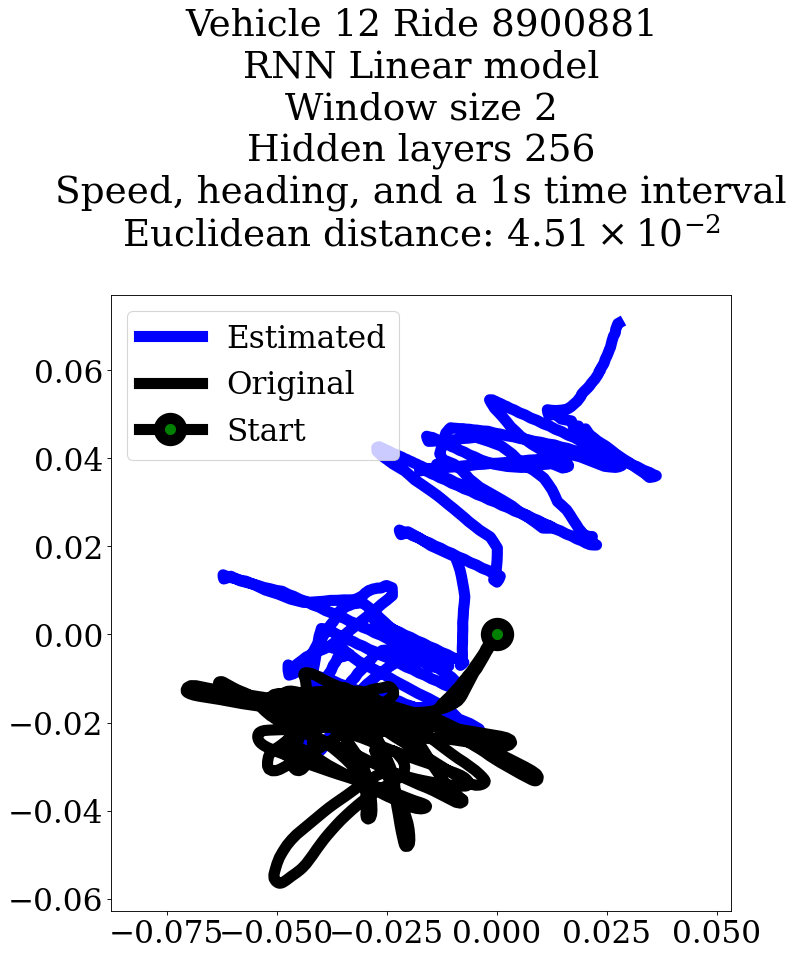 Vehicle 12 Ride 8900881
RNN Linear model
Window size 2
Hidden layers 256
Speed, heading, and a 1s time interval
Euclidean distance: 4.51 × 10⁻²
Estimated
Original
Start
0.06
0.04
0.02
0.00
−0.02
−0.04
−0.06
−0.075 −0.050 −0.025 0.000 0.025 0.050